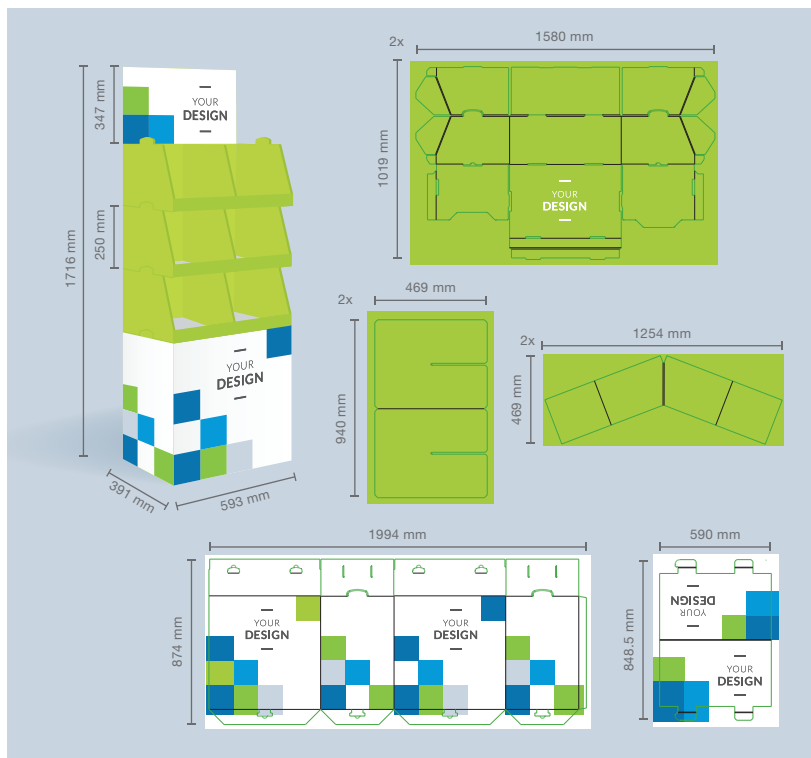 2x
1580 mm
347 mm
YOUR
DESIGN
1019 mm
250 mm
1716 mm
YOUR
DESIGN
2x
469 mm
2x
1254 mm
YOUR
DESIGN
940 mm
469 mm
391 mm
593 mm
1994 mm
590 mm
874 mm
YOUR
DESIGN
YOUR
DESIGN
848.5 mm
YOUR
DESIGN
YOUR
DESIGN